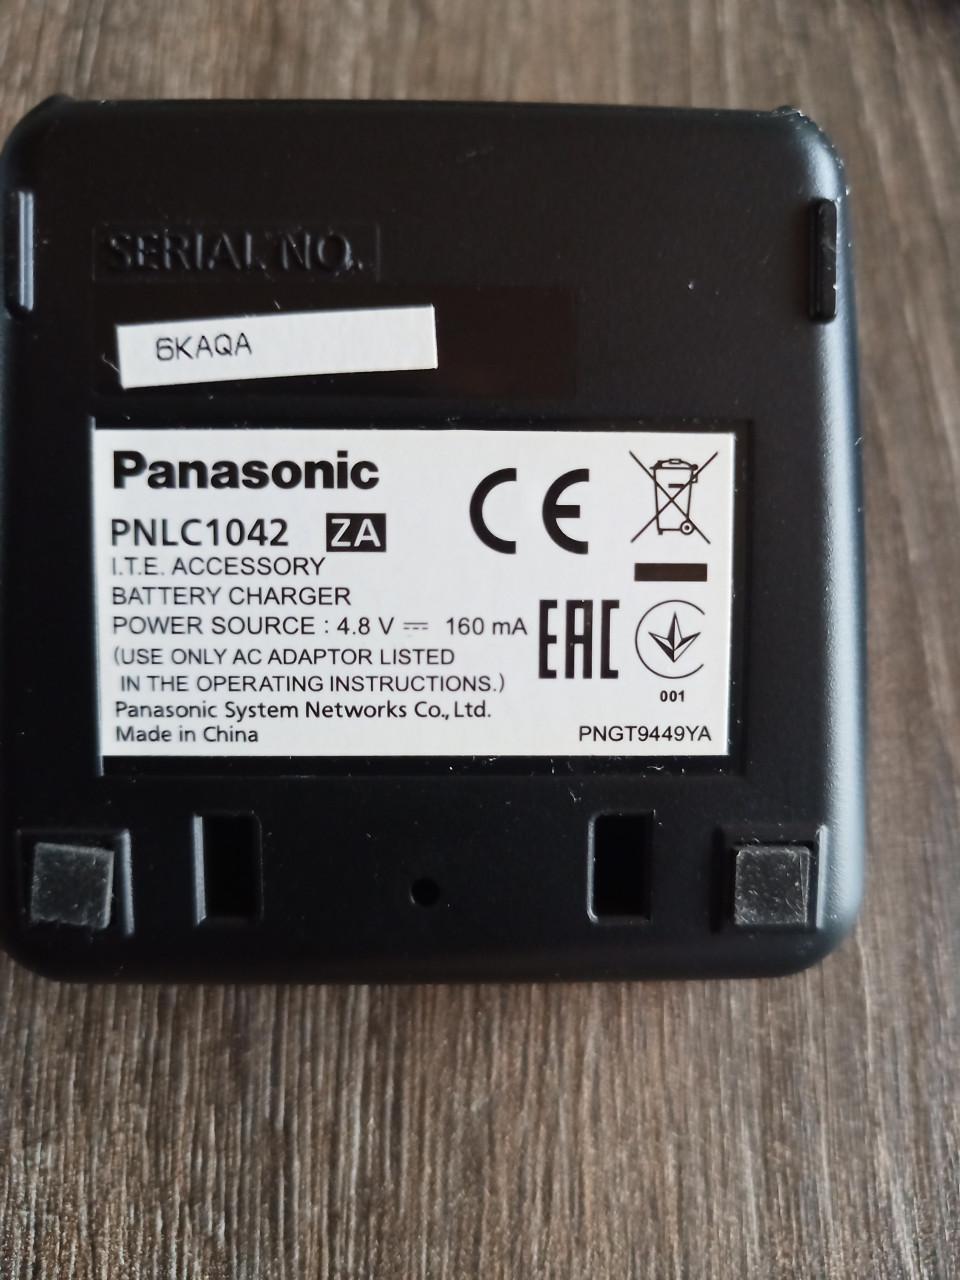 SERIAL NO.
6KAQA
Panasonic
PNLC1042 ZA
I.T.E. ACCESSORY
BATTERY CHARGER
POWER SOURCE : 4.8 V ⎓ 160 mA
(USE ONLY AC ADAPTOR LISTED
IN THE OPERATING INSTRUCTIONS.)
Panasonic System Networks Co., Ltd.
Made in China
CE
EAC
001
PNGT9449YA